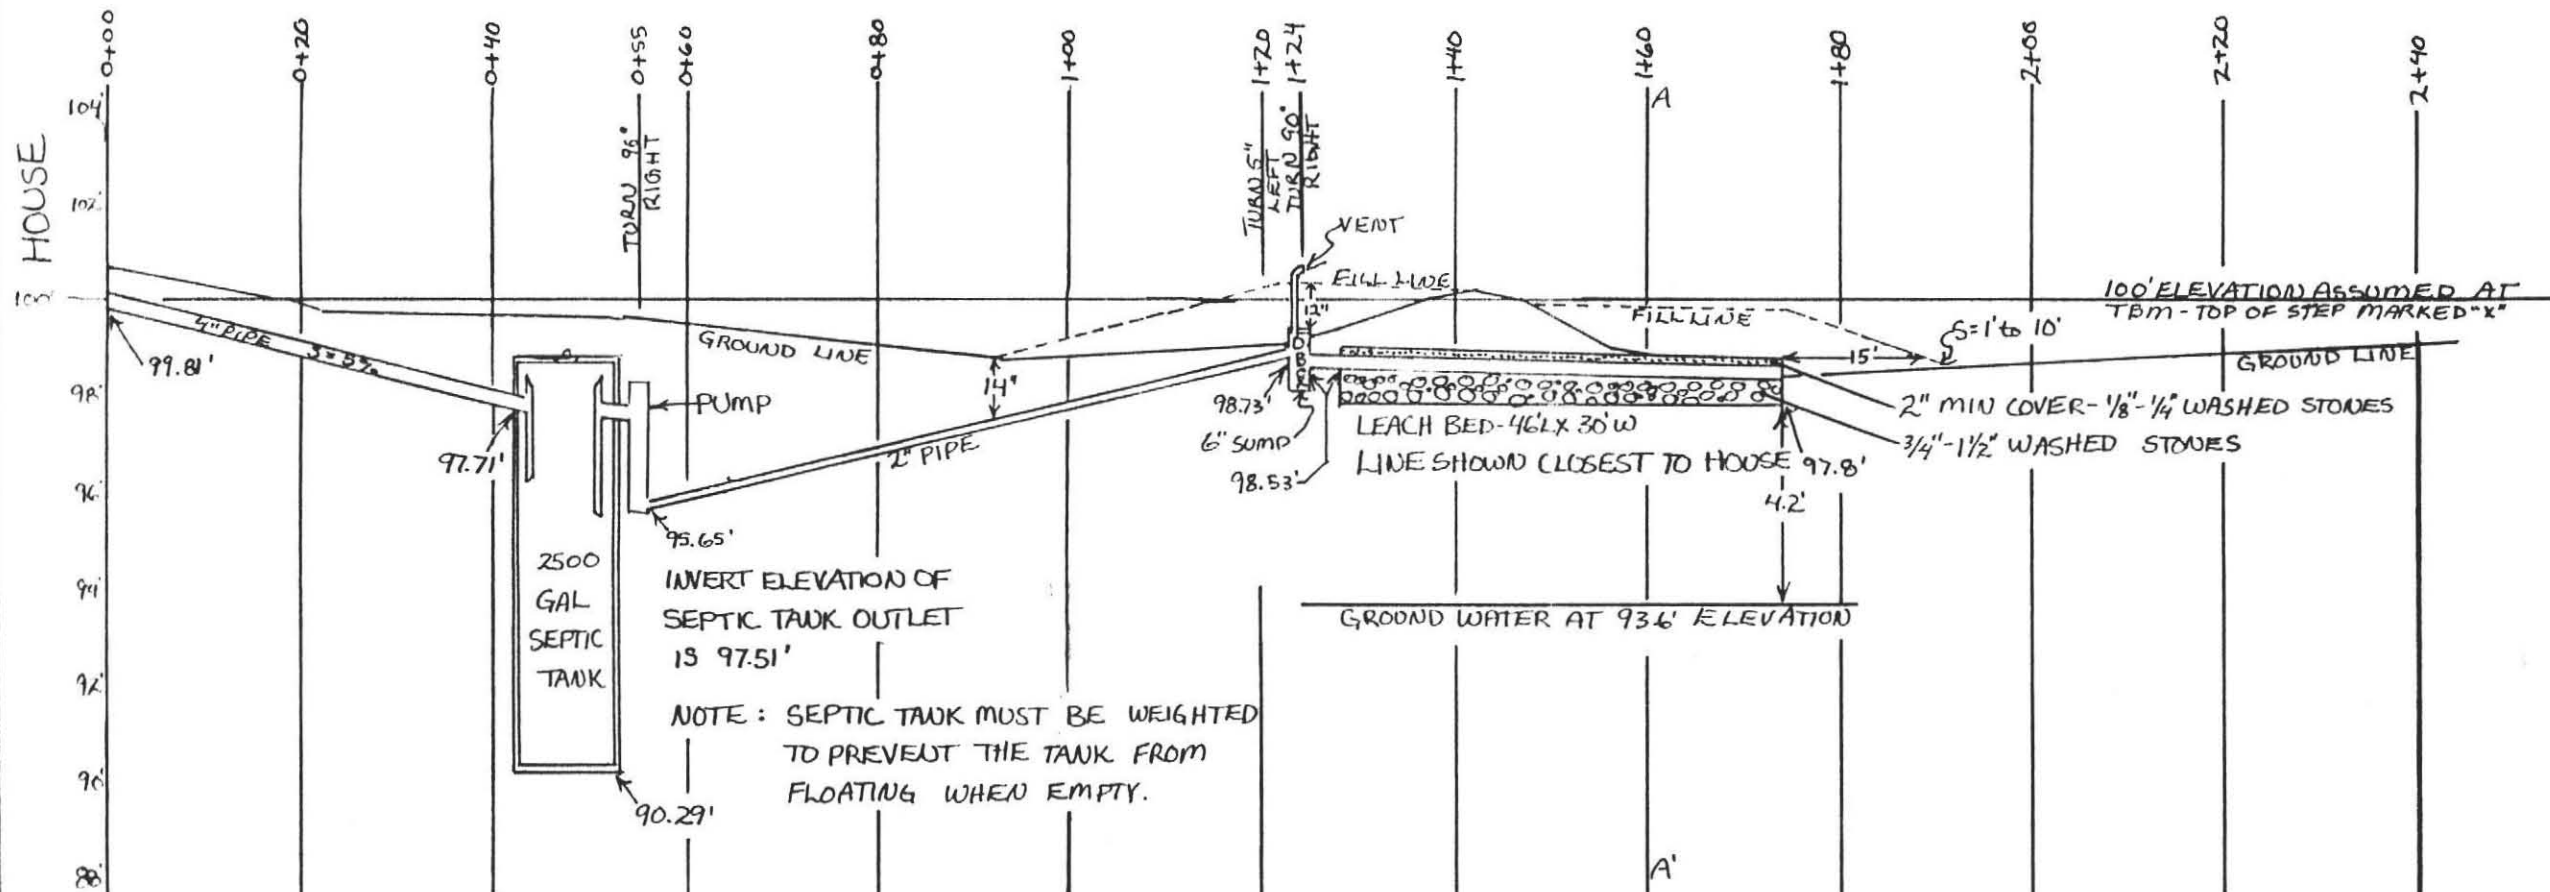 0+00
0+20
0+40
0+55
0+60
0+80
1+00
1+20
1+24
1+40
1+60
1+80
2+00
2+20
2+40
HOUSE
104'
102'
100'
98'
96'
94'
92'
90'
88'
TURN 96°
RIGHT
TURN 5°
LEFT
TURN 90°
RIGHT
A
VENT
FILL LINE
12"
100' ELEVATION ASSUMED AT
TBM - TOP OF STEP MARKED "X"
4" PIPE S = 5%
99.81'
GROUND LINE
FILL LINE
S=1' to 10'
15'
GROUND LINE
14"
D
BOX
PUMP
97.71'
98.73'
6" SUMP
98.53'
2" PIPE
LEACH BED - 46'L X 30'W
LINE SHOWN CLOSEST TO HOUSE
97.8'
2" MIN COVER - 1/8" - 1/4" WASHED STONES
3/4" - 1 1/2" WASHED STONES
4.2'
95.65'
2500
GAL
SEPTIC
TANK
INVERT ELEVATION OF
SEPTIC TANK OUTLET
IS 97.51'
GROUND WATER AT 93.6' ELEVATION
NOTE: SEPTIC TANK MUST BE WEIGHTED
TO PREVENT THE TANK FROM
FLOATING WHEN EMPTY.
90.29'
A'